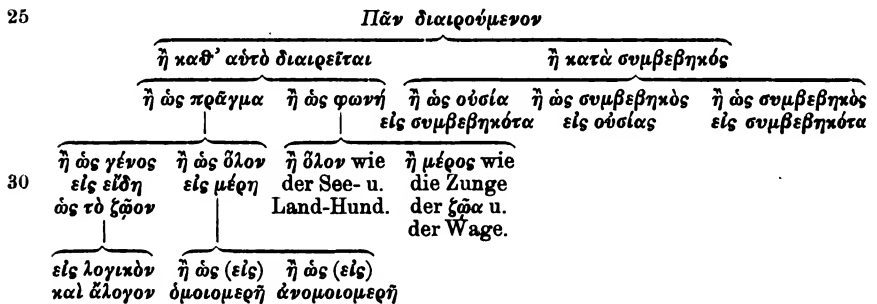 25 Πᾶν διαιρούμενον
ἢ καθ’ αὑτὸ διαιρεῖται ἢ κατὰ συμβεβηκός
ἢ ὡς πρᾶγμα ἢ ὡς φωνή ἢ ὡς οὐσία ἢ ὡς συμβεβηκὸς ἢ ὡς συμβεβηκὸς
εἰς συμβεβηκότα εἰς οὐσίας εἰς συμβεβηκότα
ἢ ὡς γένος ἢ ὡς ὅλον ἢ ὅλον wie ἢ μέρος wie
30 εἰς εἴδη εἰς μέρη der See- u. die Zunge
ὡς τὸ ζῷον Land-Hund. der ζῷα u.
der Wage.
εἰς λογικὸν ἢ ὡς (εἰς) ἢ ὡς (εἰς)
καὶ ἄλογον ὁμοιομερῆ ἀνομοιομερῆ